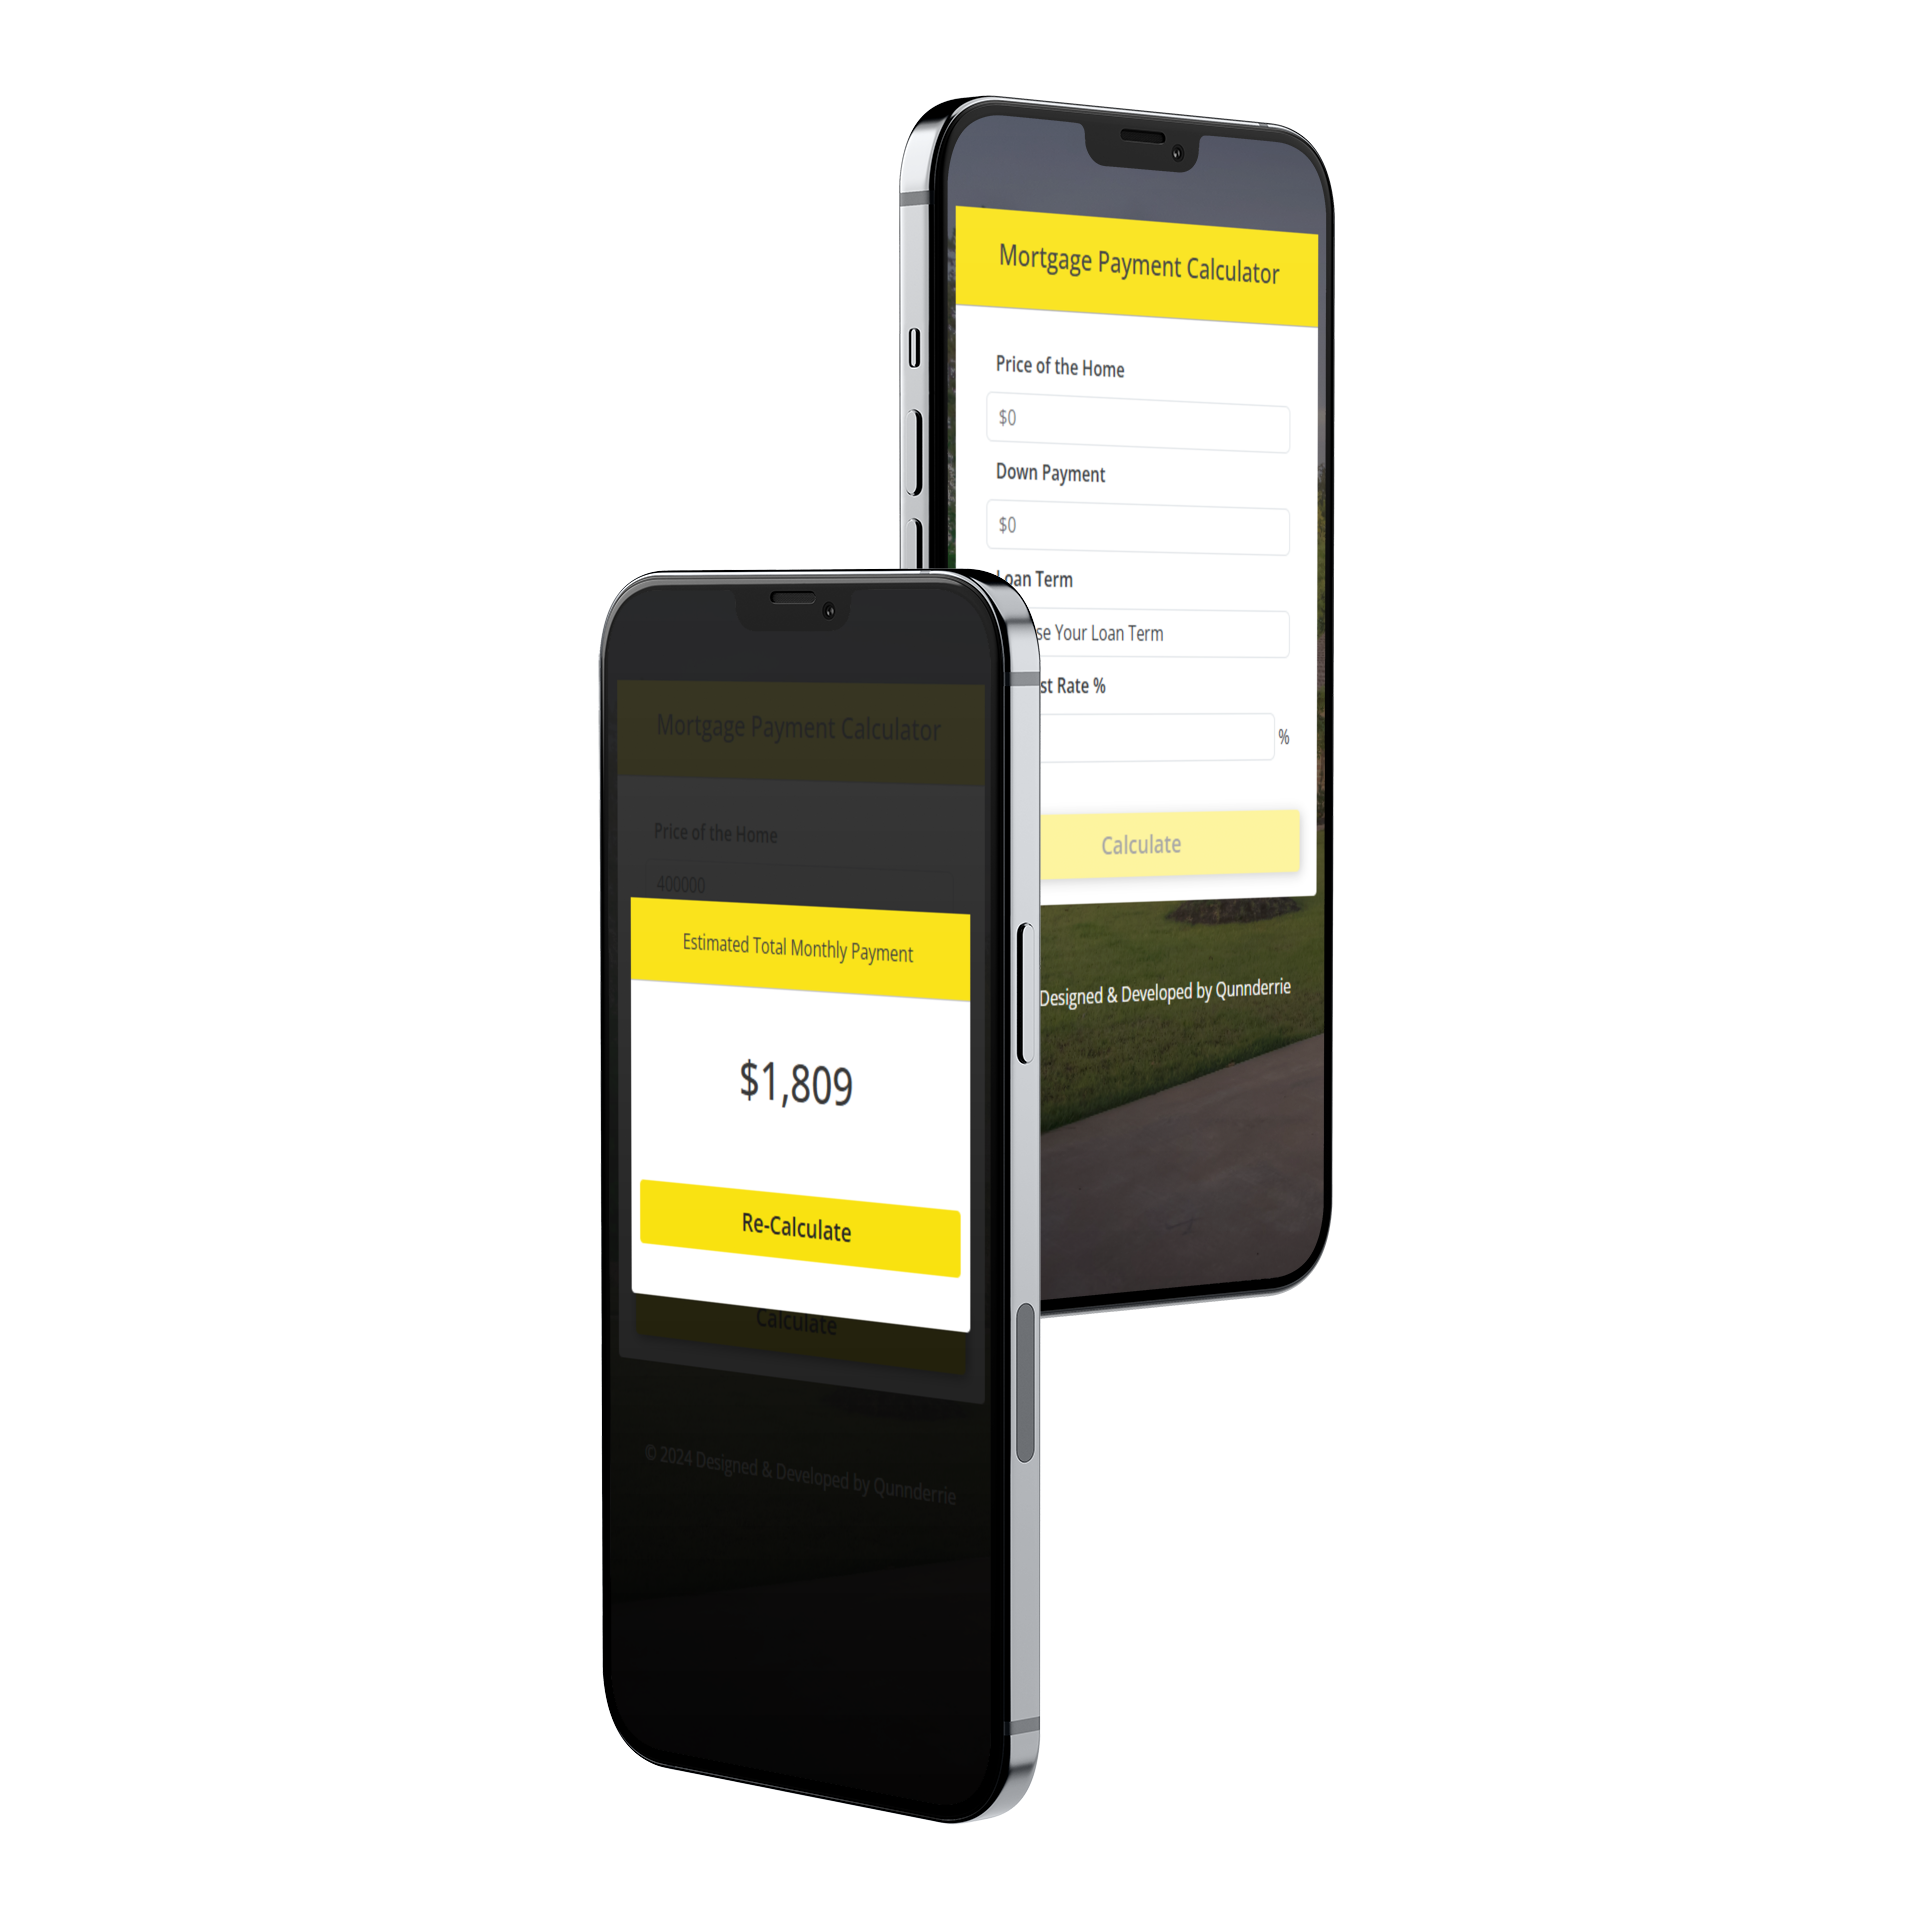 Mortgage Payment Calculator
Price of the Home
$0
Down Payment
$0
Loan Term
se Your Loan Term
st Rate %
%
Calculate
Designed & Developed by Qunnderrie
Mortgage Payment Calculator
Price of the Home
400000
Estimated Total Monthly Payment
$1,809
Re-Calculate
Calculate
© 2024 Designed & Developed by Qunnderrie